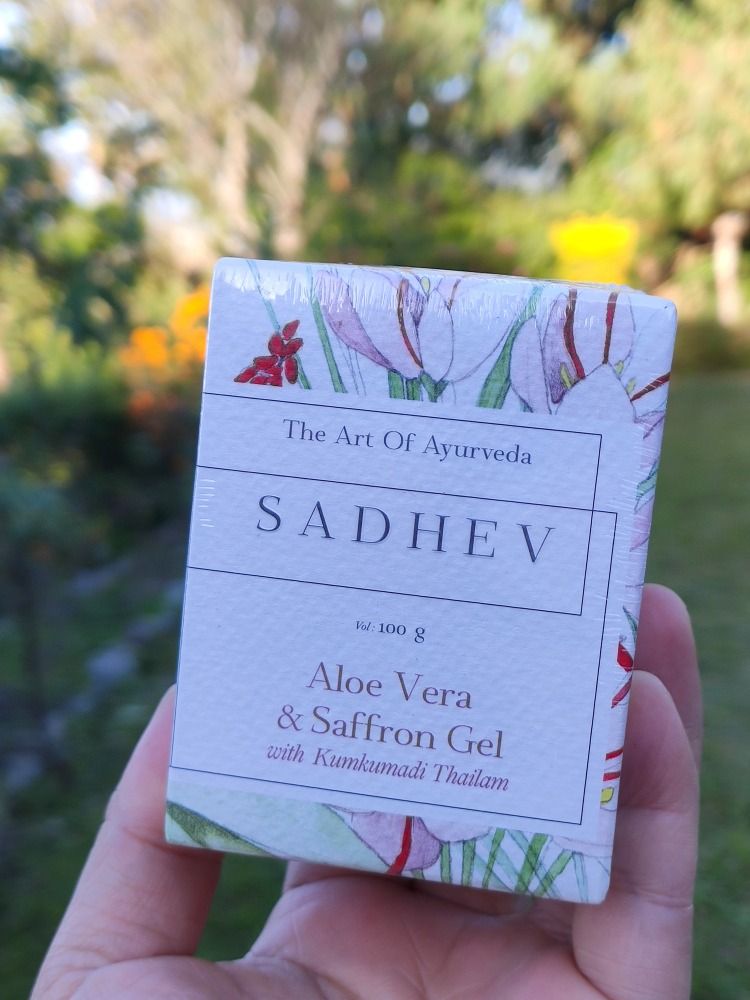 The Art Of Ayurveda
SADHEV
Vol: 100 g
Aloe Vera
& Saffron Gel
with Kumkumadi Thailam